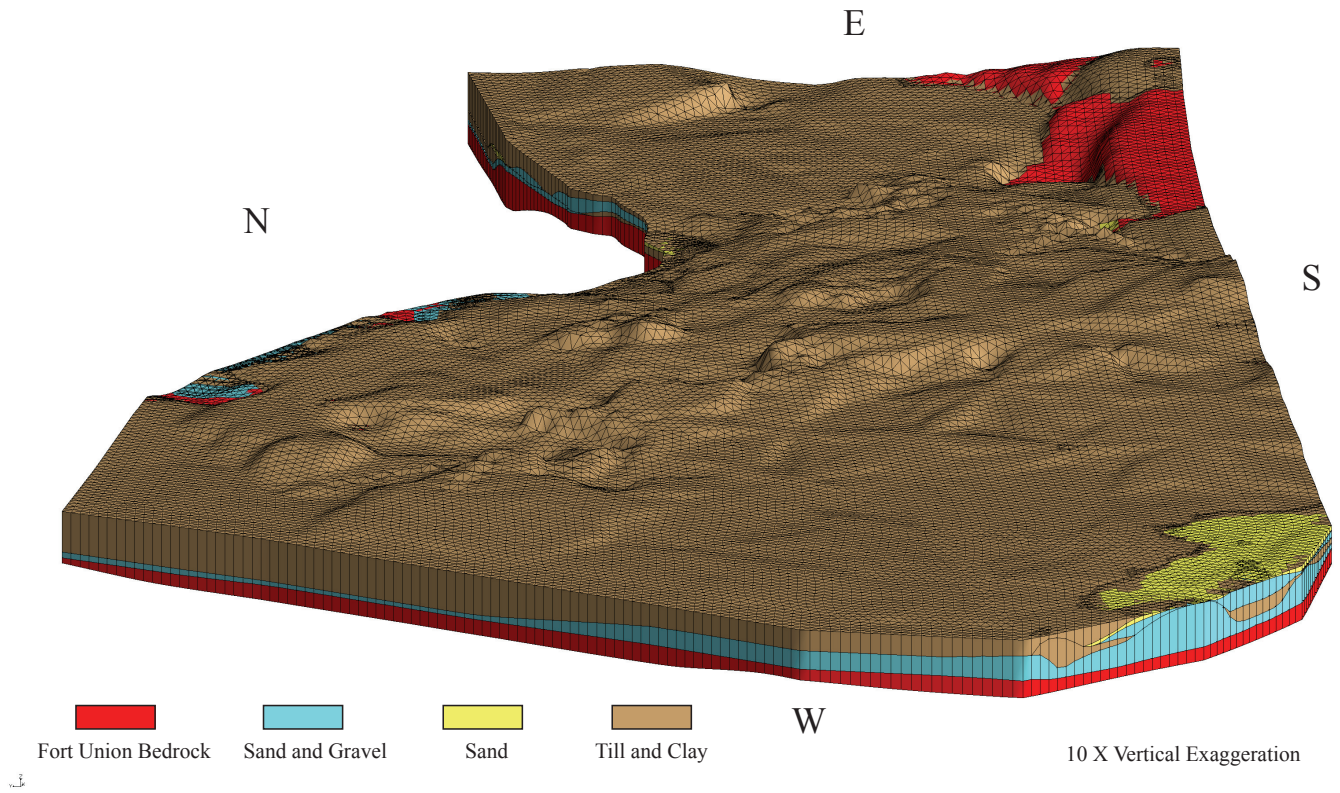 E
N
S
W
Fort Union Bedrock
Sand and Gravel
Sand
Till and Clay
10 X Vertical Exaggeration